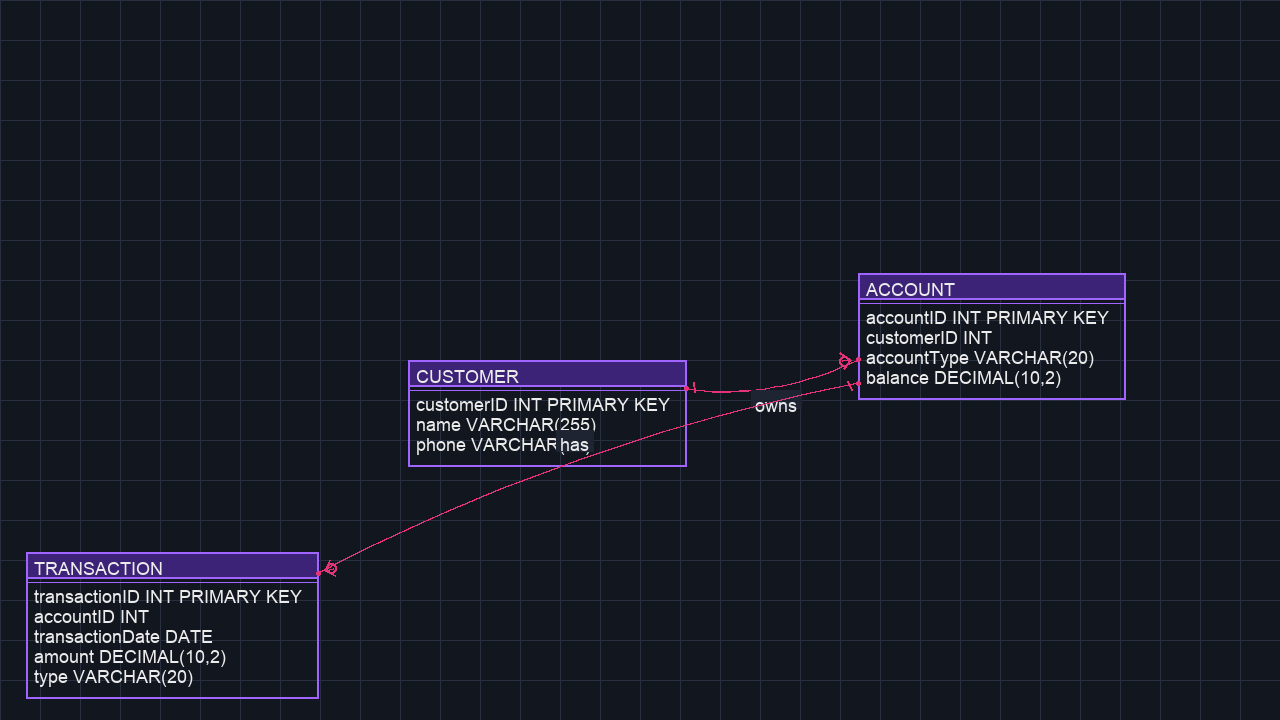 ACCOUNT
accountID INT PRIMARY KEY
customerID INT
accountType VARCHAR(20)
balance DECIMAL(10,2)
CUSTOMER
customerID INT PRIMARY KEY
name VARCHAR(255)
phone VARCHAR
has
owns
TRANSACTION
transactionID INT PRIMARY KEY
accountID INT
transactionDate DATE
amount DECIMAL(10,2)
type VARCHAR(20)